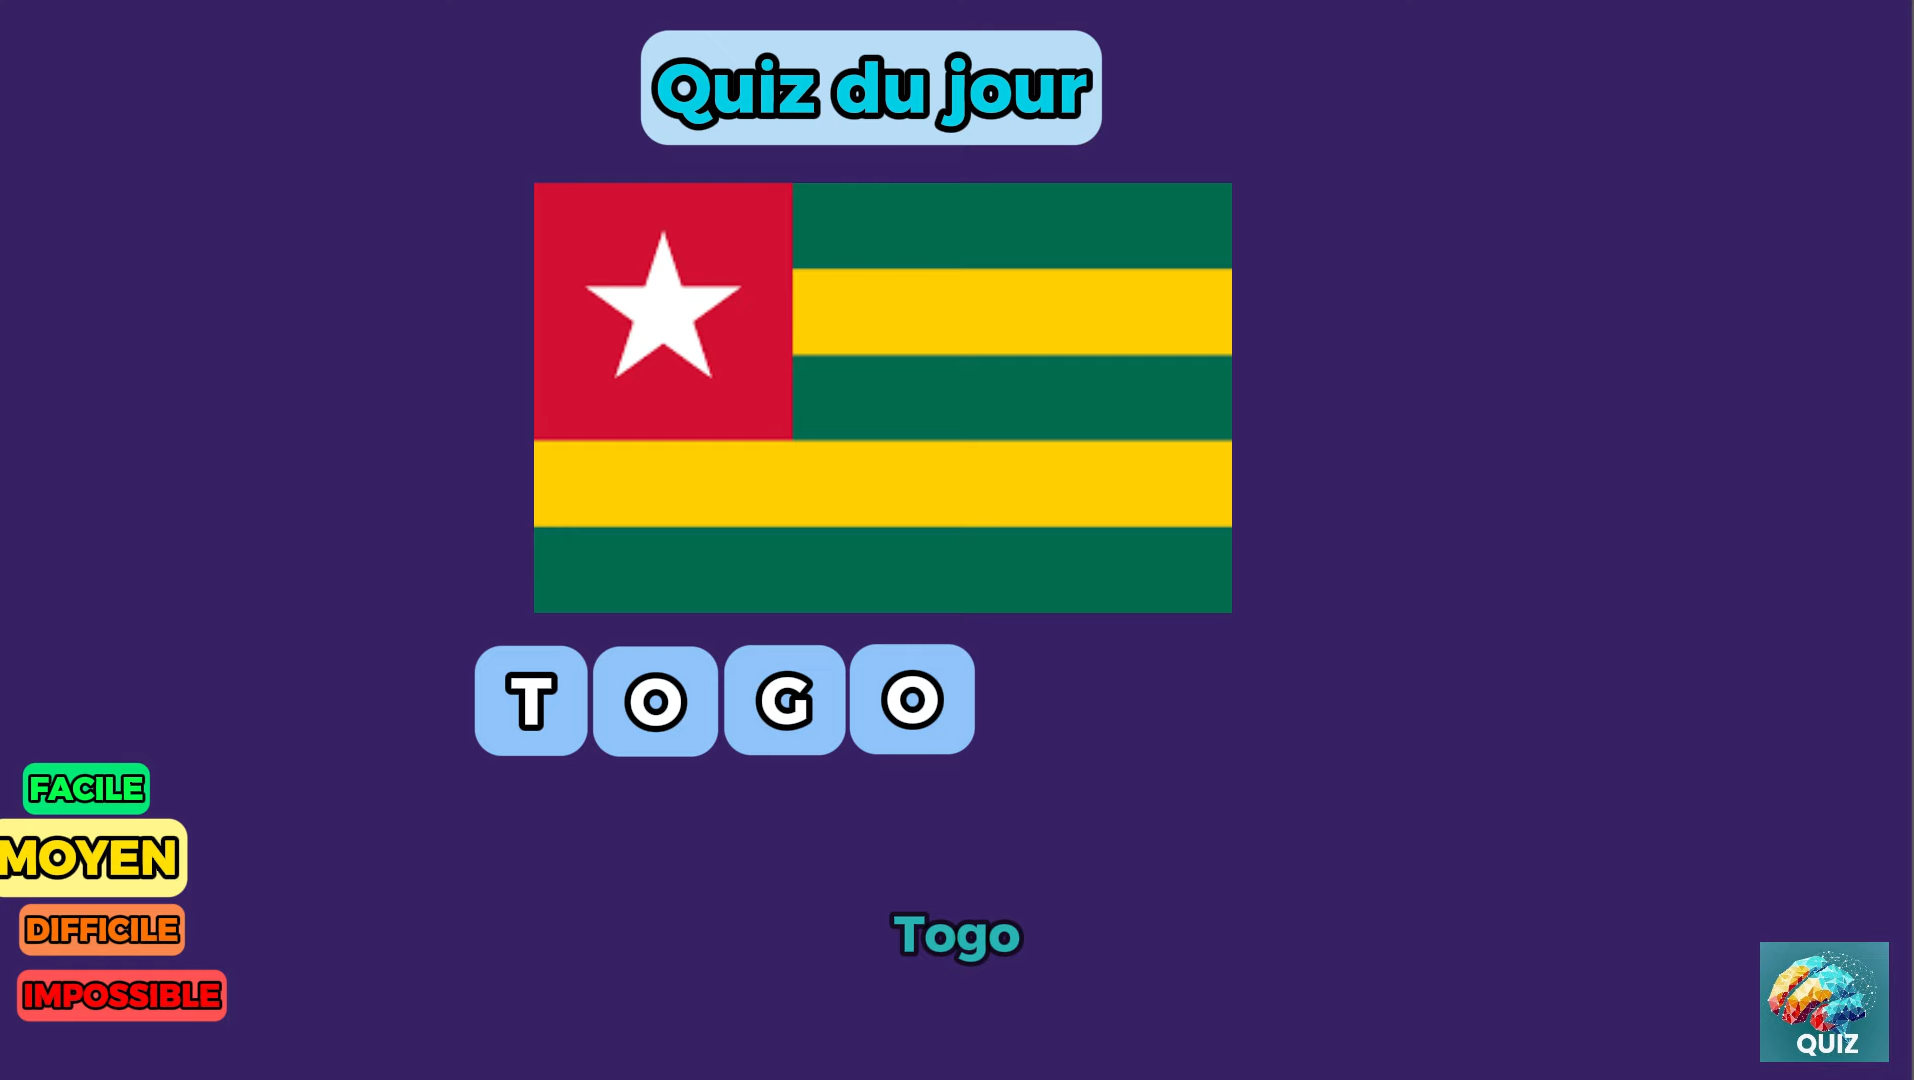 Quiz du jour
T O G O
FACILE
MOYEN
DIFFICILE
IMPOSSIBLE
Togo
QUIZ